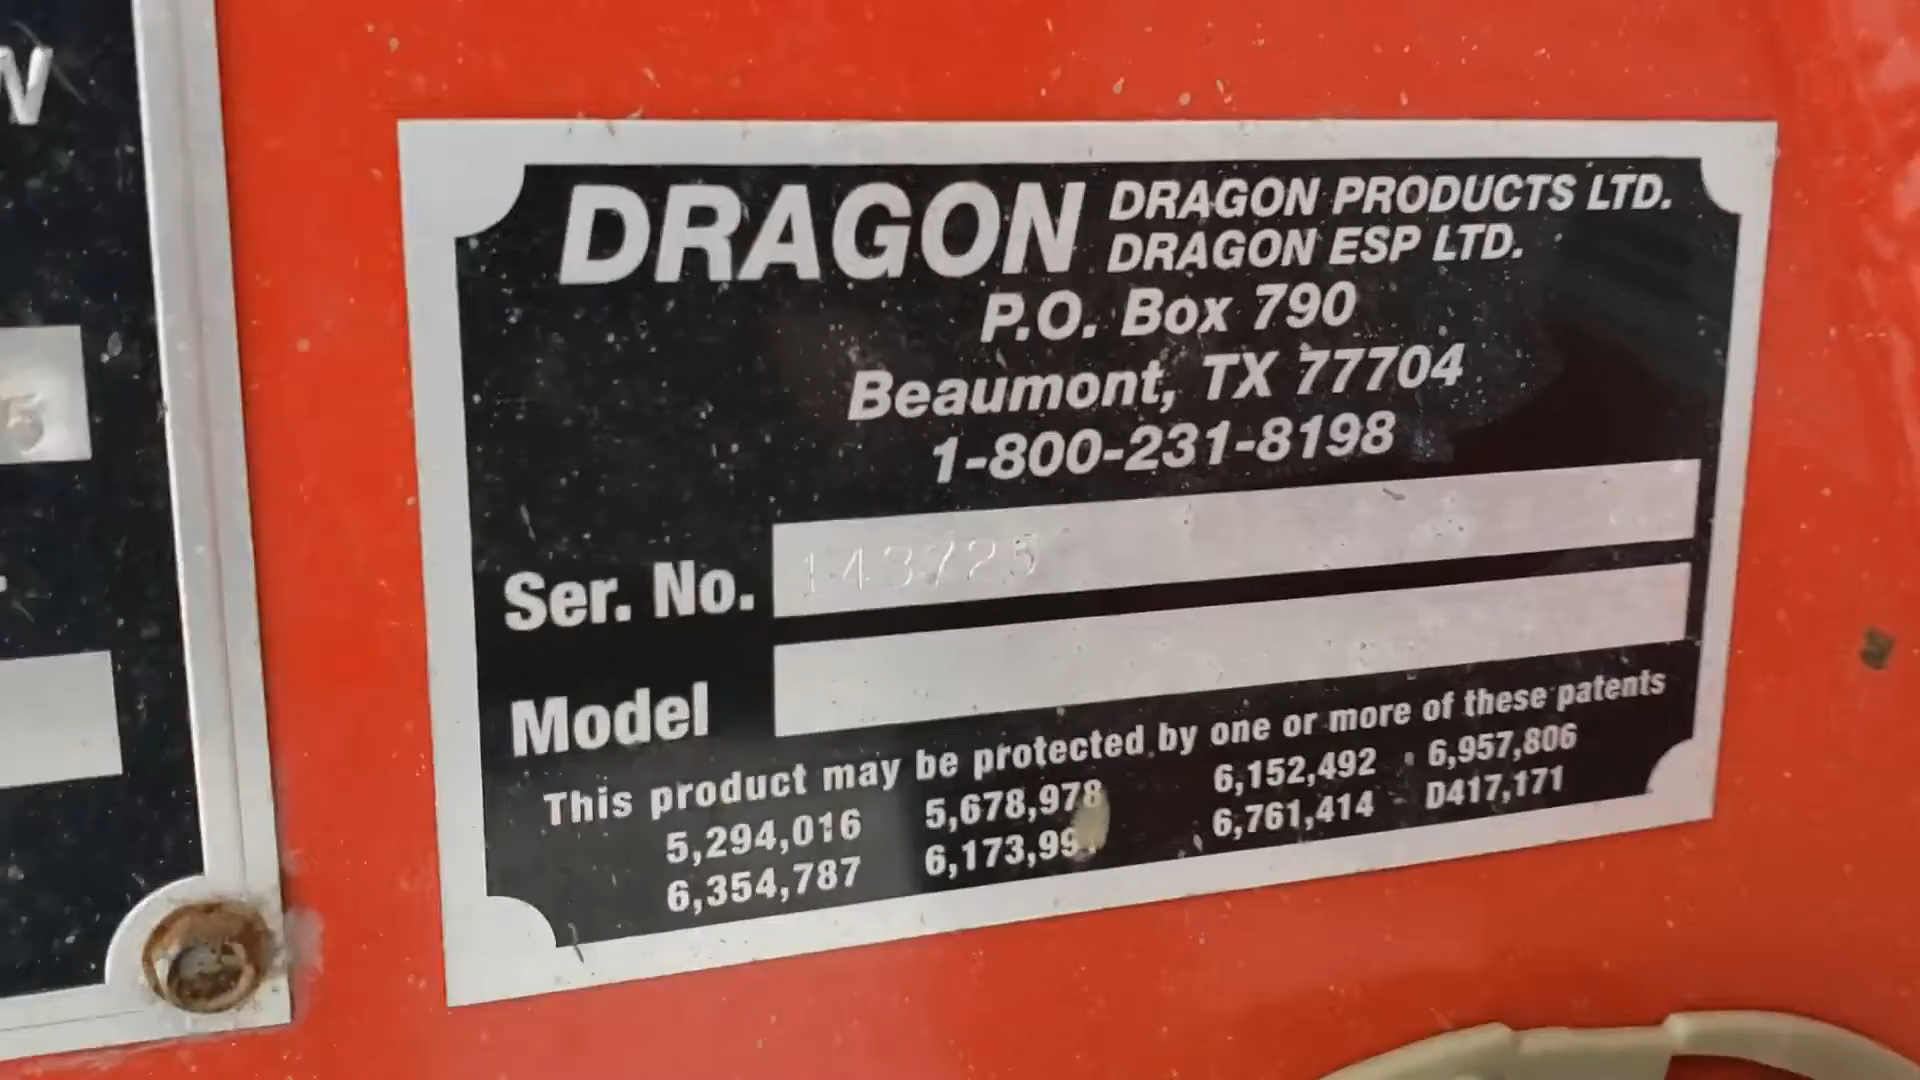 DRAGON DRAGON PRODUCTS LTD.
DRAGON ESP LTD.
P.O. Box 790
Beaumont, TX 77704
1-800-231-8198
Ser. No. 143725
Model
This product may be protected by one or more of these patents
5,294,016 5,678,978 6,152,492 6,957,806
6,354,787 6,761,414 D417,171
5